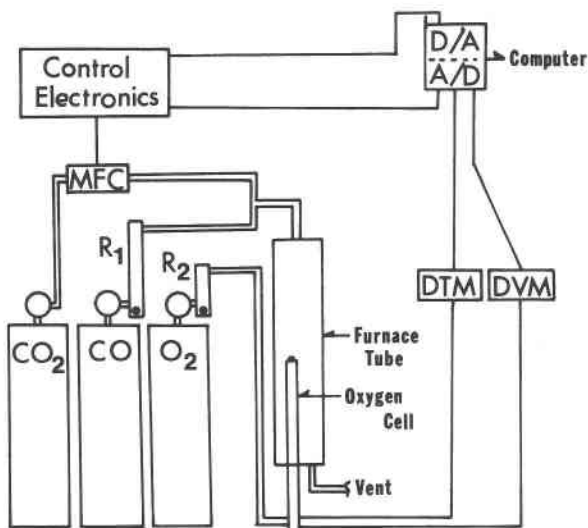 D/A
A/D
Computer
Control
Electronics
MFC
R1
R2
DTM
DVM
CO2
CO
O2
Furnace
Tube
Oxygen
Cell
Vent